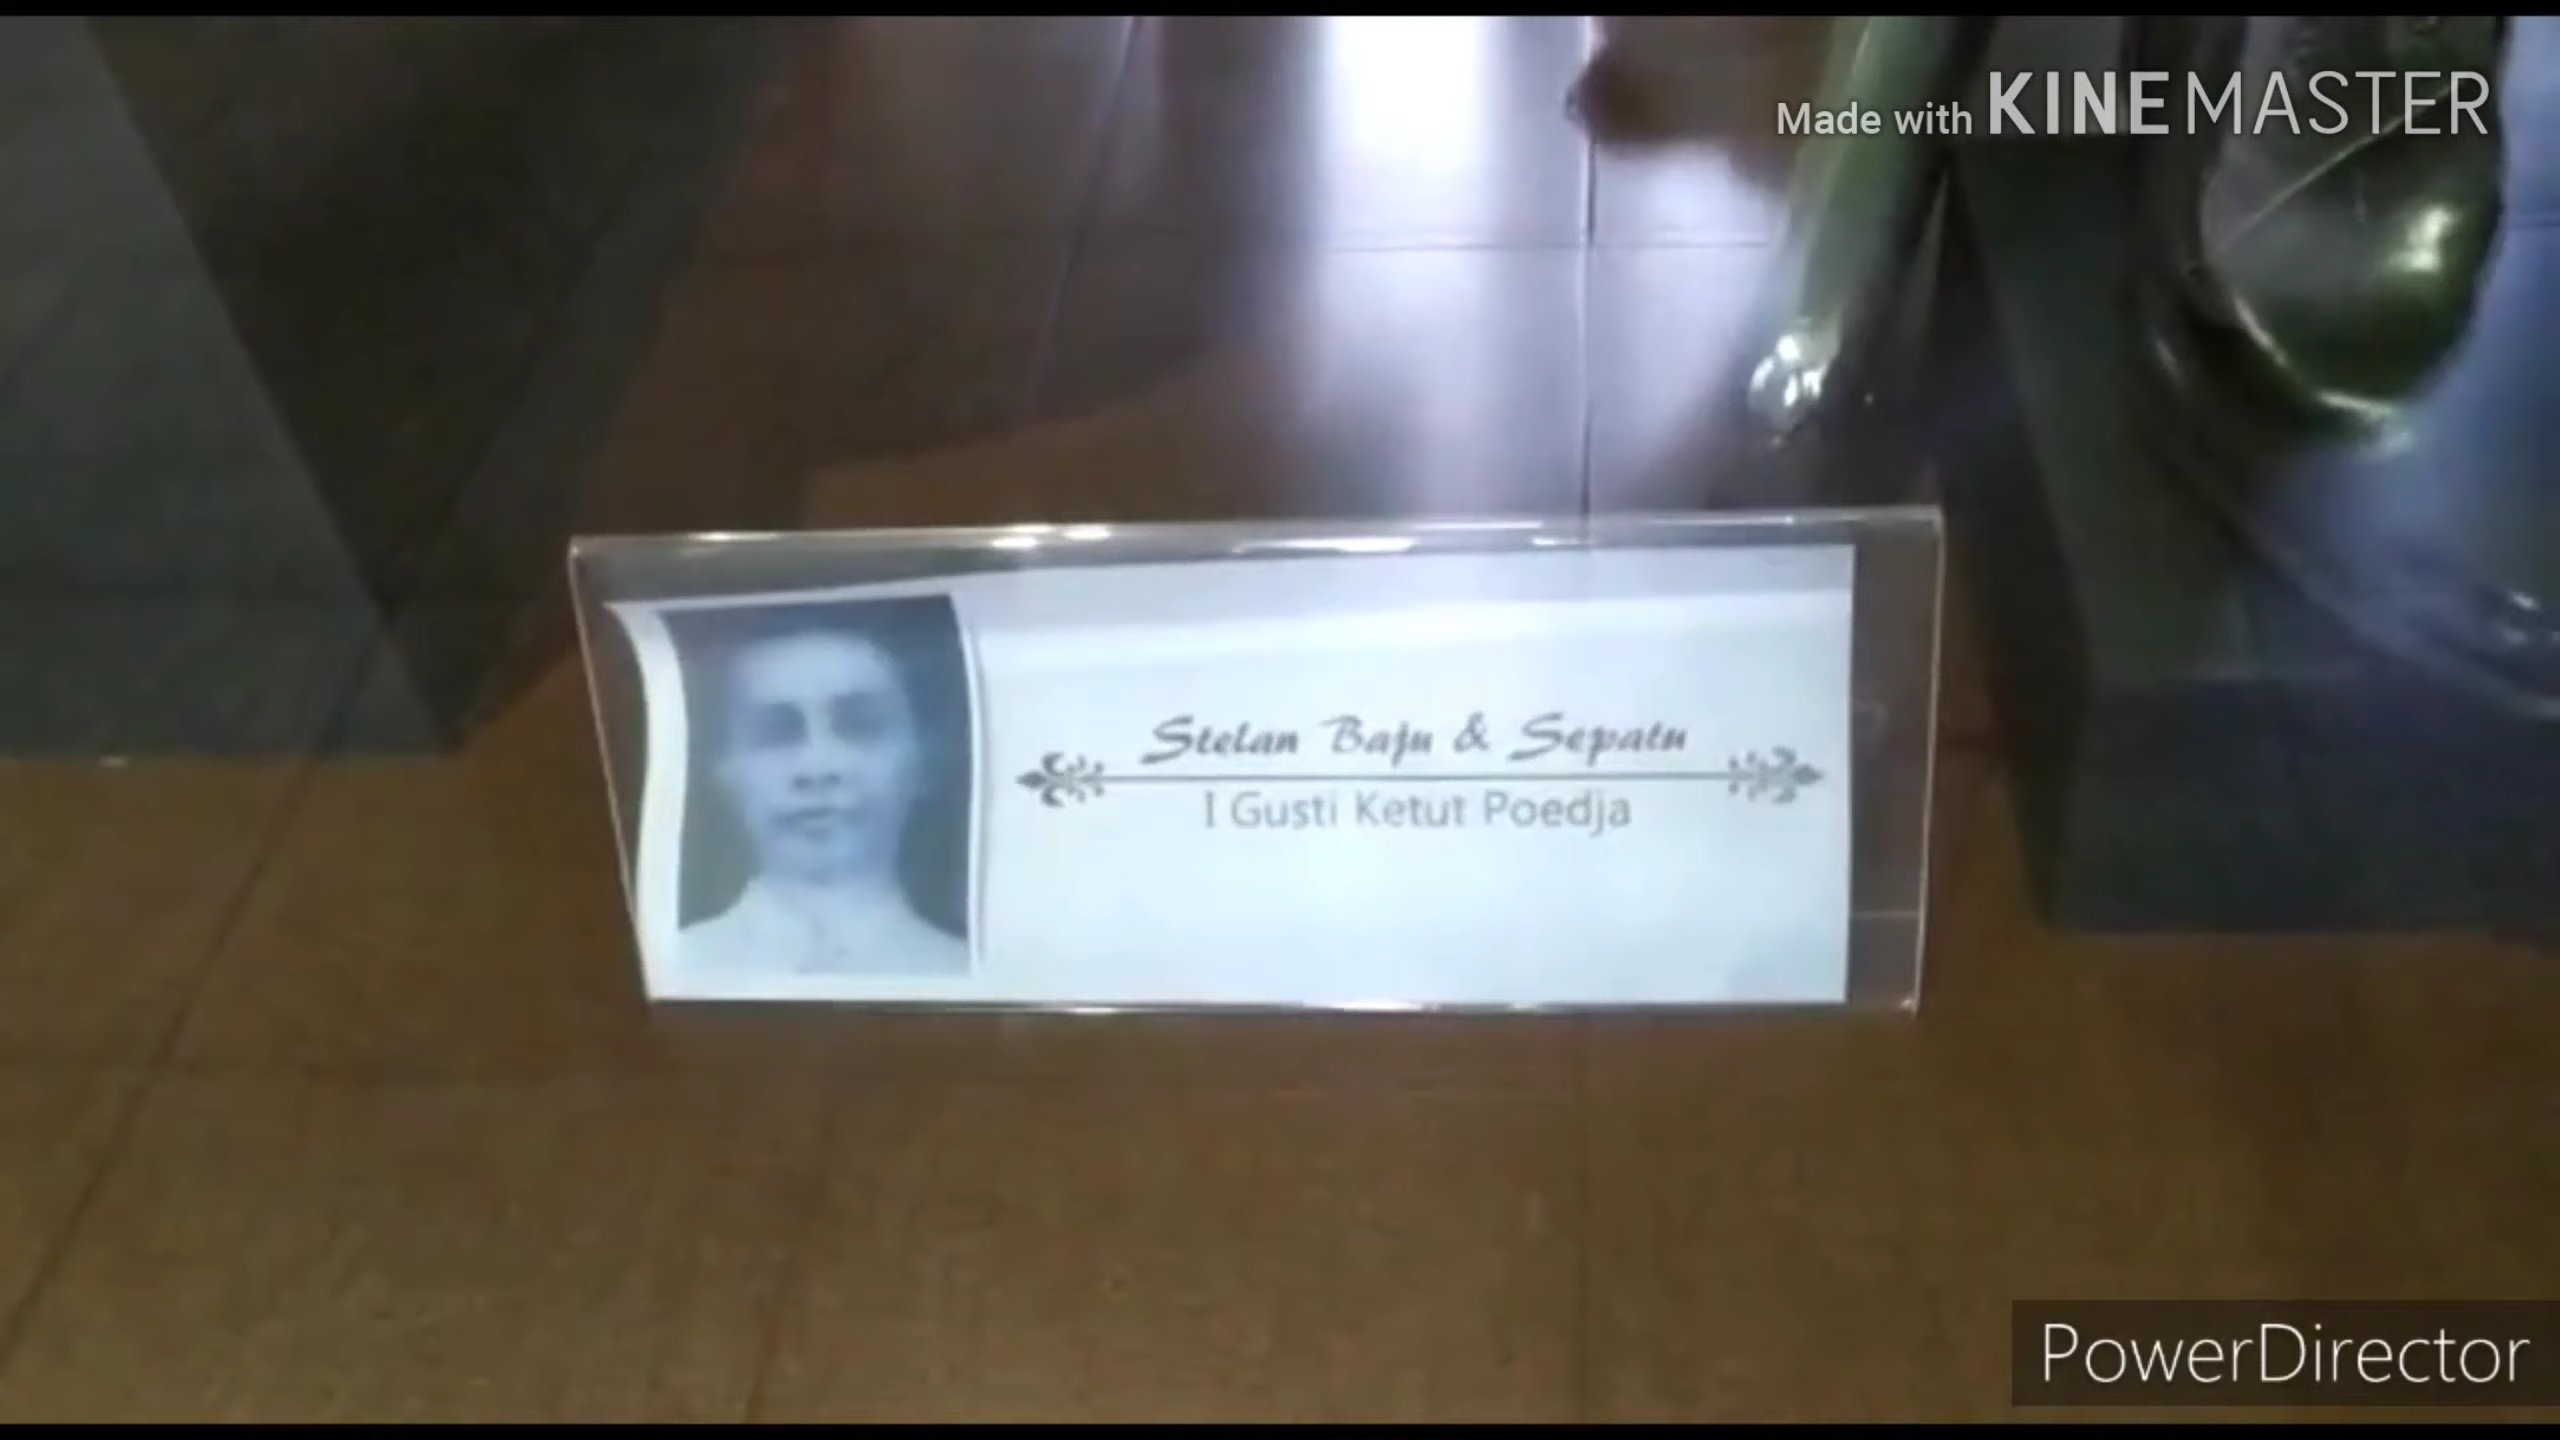 Made with KINEMASTER
Stelan Baju & Sepatu
I Gusti Ketut Poedja
PowerDirector